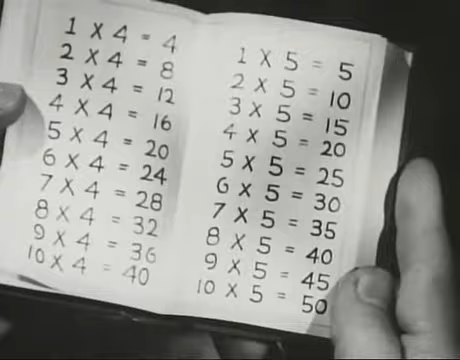 1 X 4 = 4
2 X 4 = 8
3 X 4 = 12
4 X 4 = 16
5 X 4 = 20
6 X 4 = 24
7 X 4 = 28
8 X 4 = 32
9 X 4 = 36
10 X 4 = 40
1 X 5 = 5
2 X 5 = 10
3 X 5 = 15
4 X 5 = 20
5 X 5 = 25
6 X 5 = 30
7 X 5 = 35
8 X 5 = 40
9 X 5 = 45
10 X 5 = 50